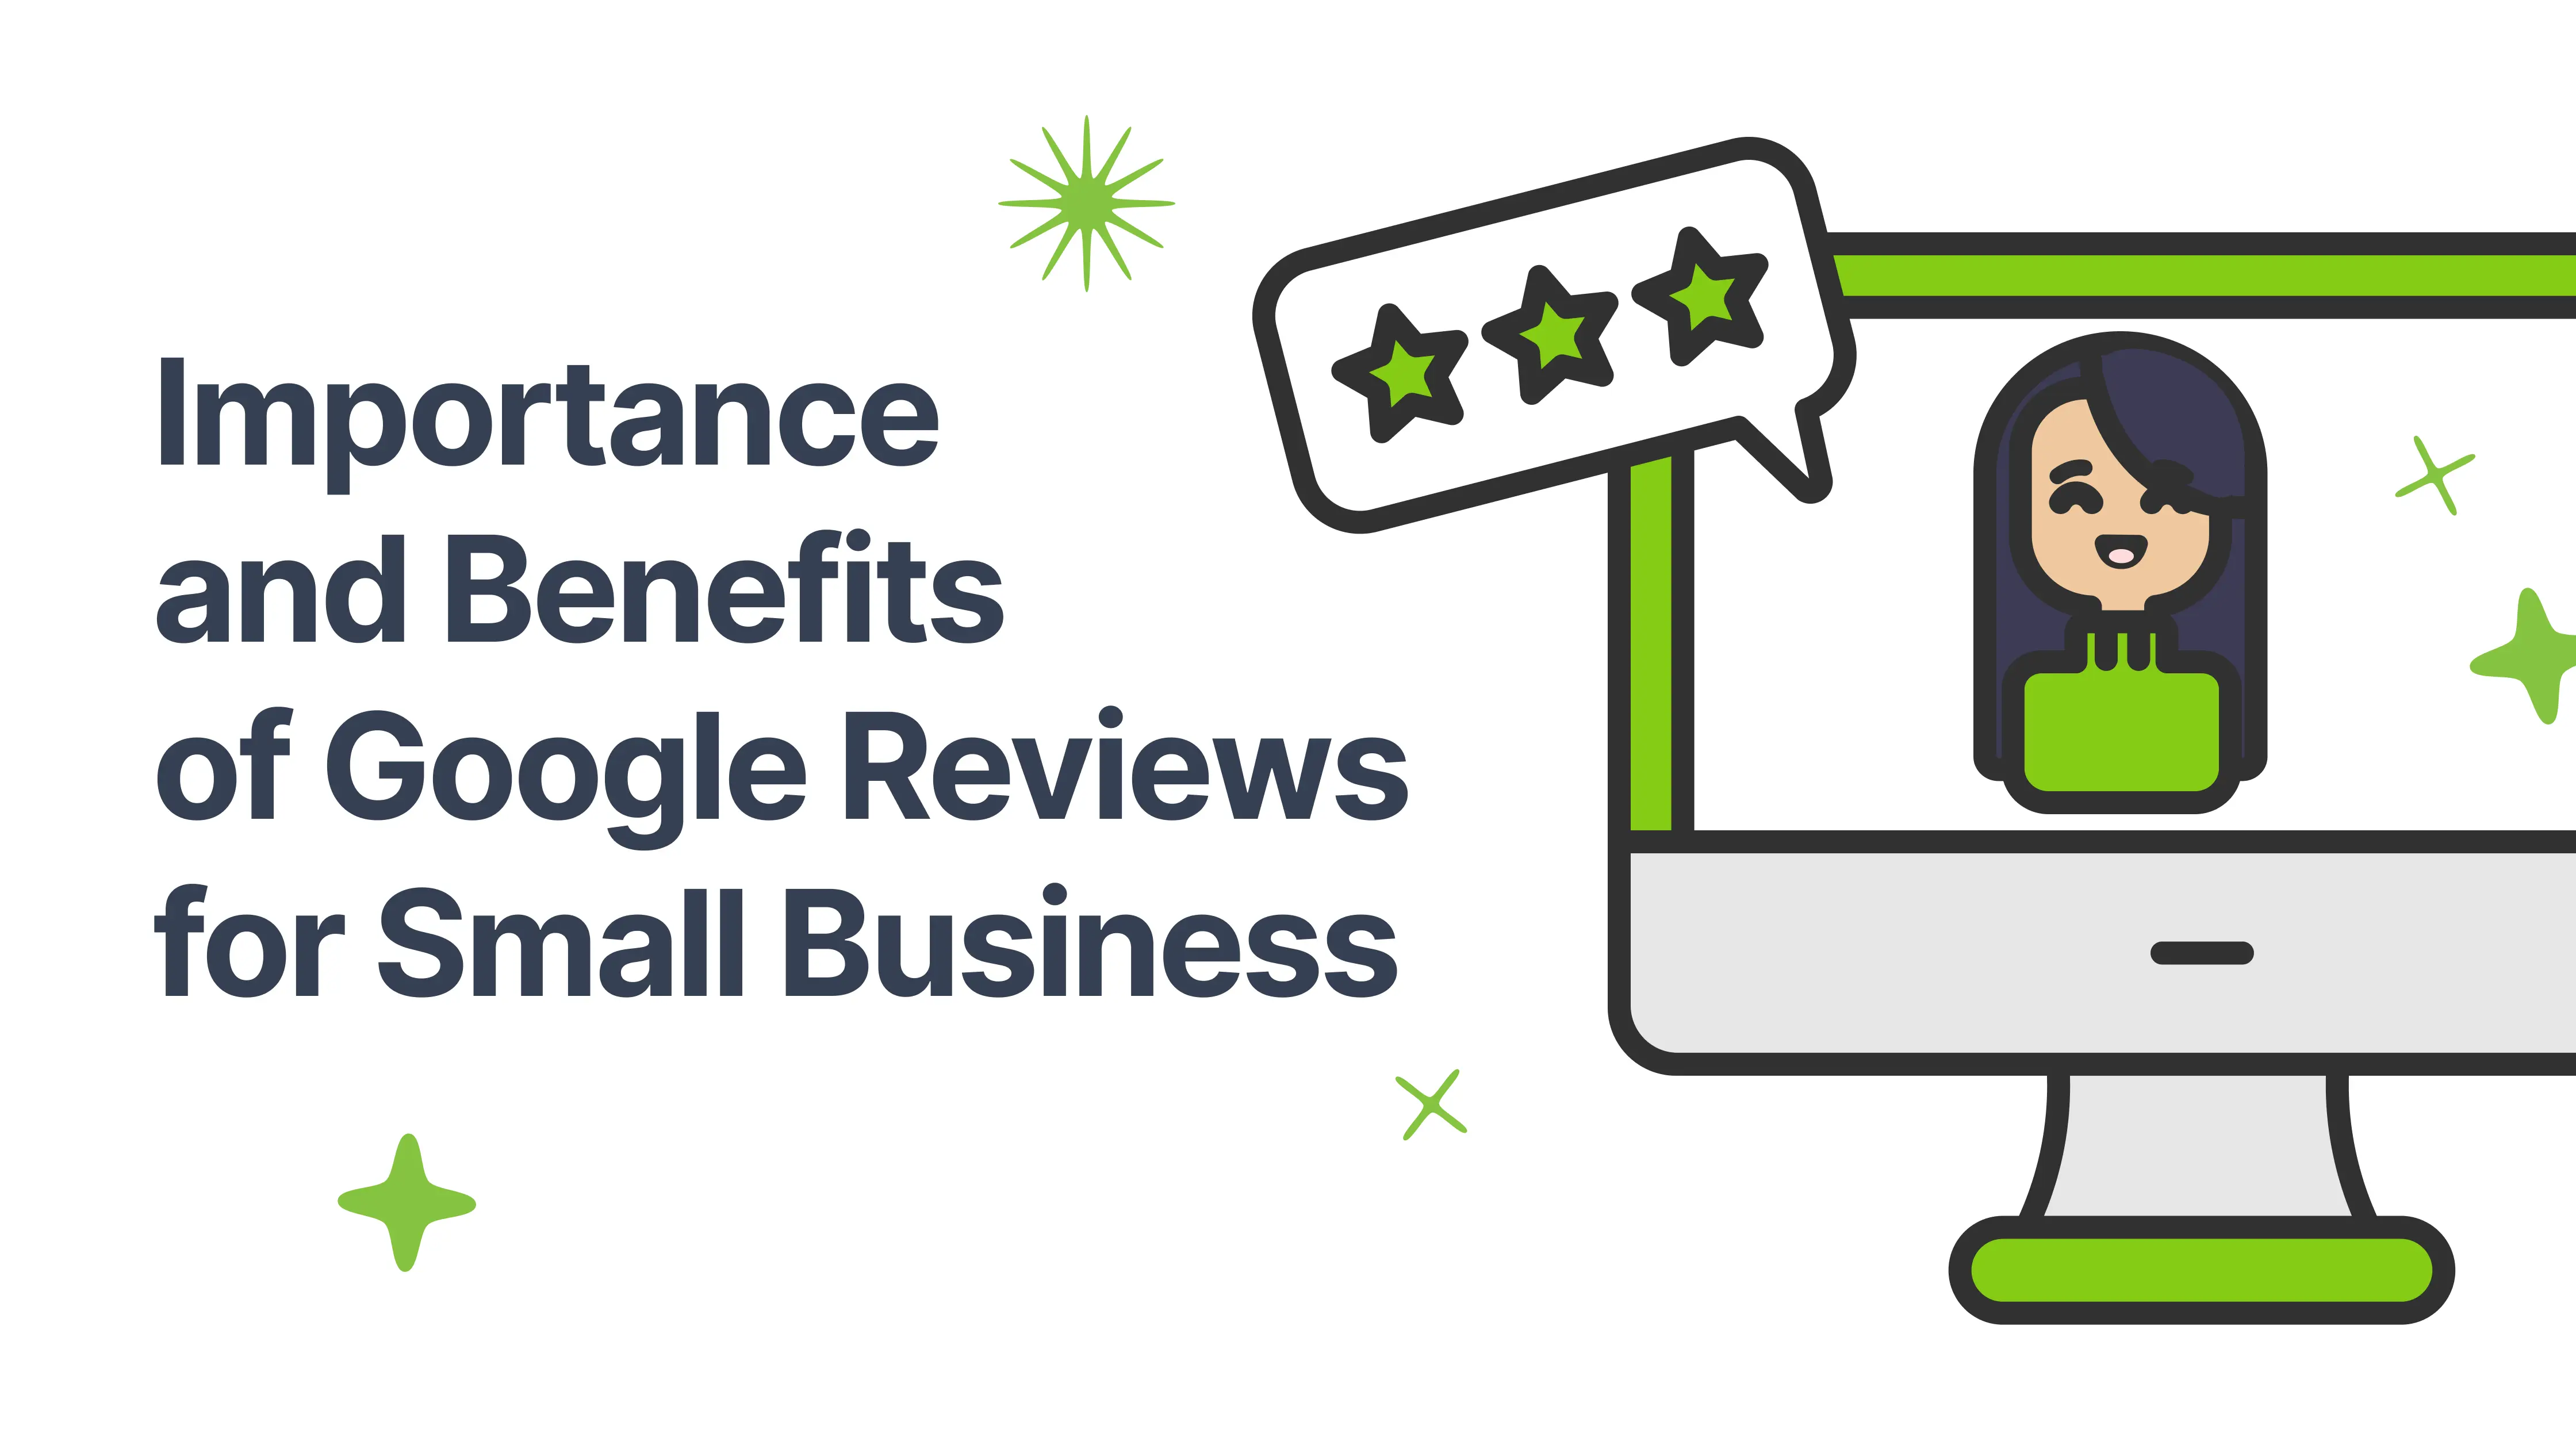 Importance
and Benefits
of Google Reviews
for Small Business